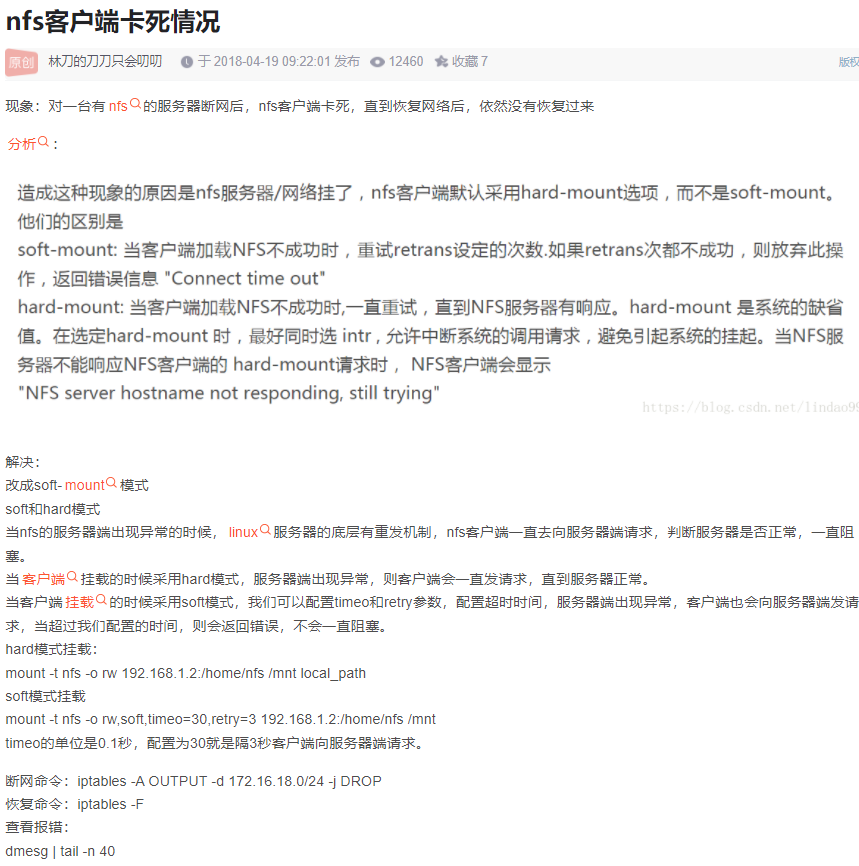 nfs客户端卡死情况
原创 林刀的刀刀只会叨叨 于 2018-04-19 09:22:01 发布 12460 收藏 7 版权
现象：对一台有 nfs 的服务器断网后，nfs客户端卡死，直到恢复网络后，依然没有恢复过来
分析 ：
造成这种现象的原因是nfs服务器/网络挂了，nfs客户端默认采用hard-mount选项，而不是soft-mount。
他们的区别是
soft-mount: 当客户端加载NFS不成功时，重试retrans设定的次数.如果retrans次都不成功，则放弃此操
作，返回错误信息 "Connect time out"
hard-mount: 当客户端加载NFS不成功时,一直重试，直到NFS服务器有响应。hard-mount 是系统的缺省
值。在选定hard-mount 时，最好同时选 intr , 允许中断系统的调用请求，避免引起系统的挂起。当NFS服
务器不能响应NFS客户端的 hard-mount请求时， NFS客户端会显示
"NFS server hostname not responding, still trying"
https://blog.csdn.net/lindao99
解决：
改成soft- mount 模式
soft和hard模式
当nfs的服务器端出现异常的时候， linux 服务器的底层有重发机制，nfs客户端一直去向服务器端请求，判断服务器是否正常，一直阻
塞。
当 客户端 挂载的时候采用hard模式，服务器端出现异常，则客户端会一直发请求，直到服务器正常。
当客户端 挂载 的时候采用soft模式，我们可以配置timeo和retry参数，配置超时时间，服务器端出现异常，客户端也会向服务器端发请
求，当超过我们配置的时间，则会返回错误，不会一直阻塞。
hard模式挂载：
mount -t nfs -o rw 192.168.1.2:/home/nfs /mnt local_path
soft模式挂载
mount -t nfs -o rw,soft,timeo=30,retry=3 192.168.1.2:/home/nfs /mnt
timeo的单位是0.1秒，配置为30就是隔3秒客户端向服务器端请求。
断网命令：iptables -A OUTPUT -d 172.16.18.0/24 -j DROP
恢复命令：iptables -F
查看报错：
dmesg | tail -n 40